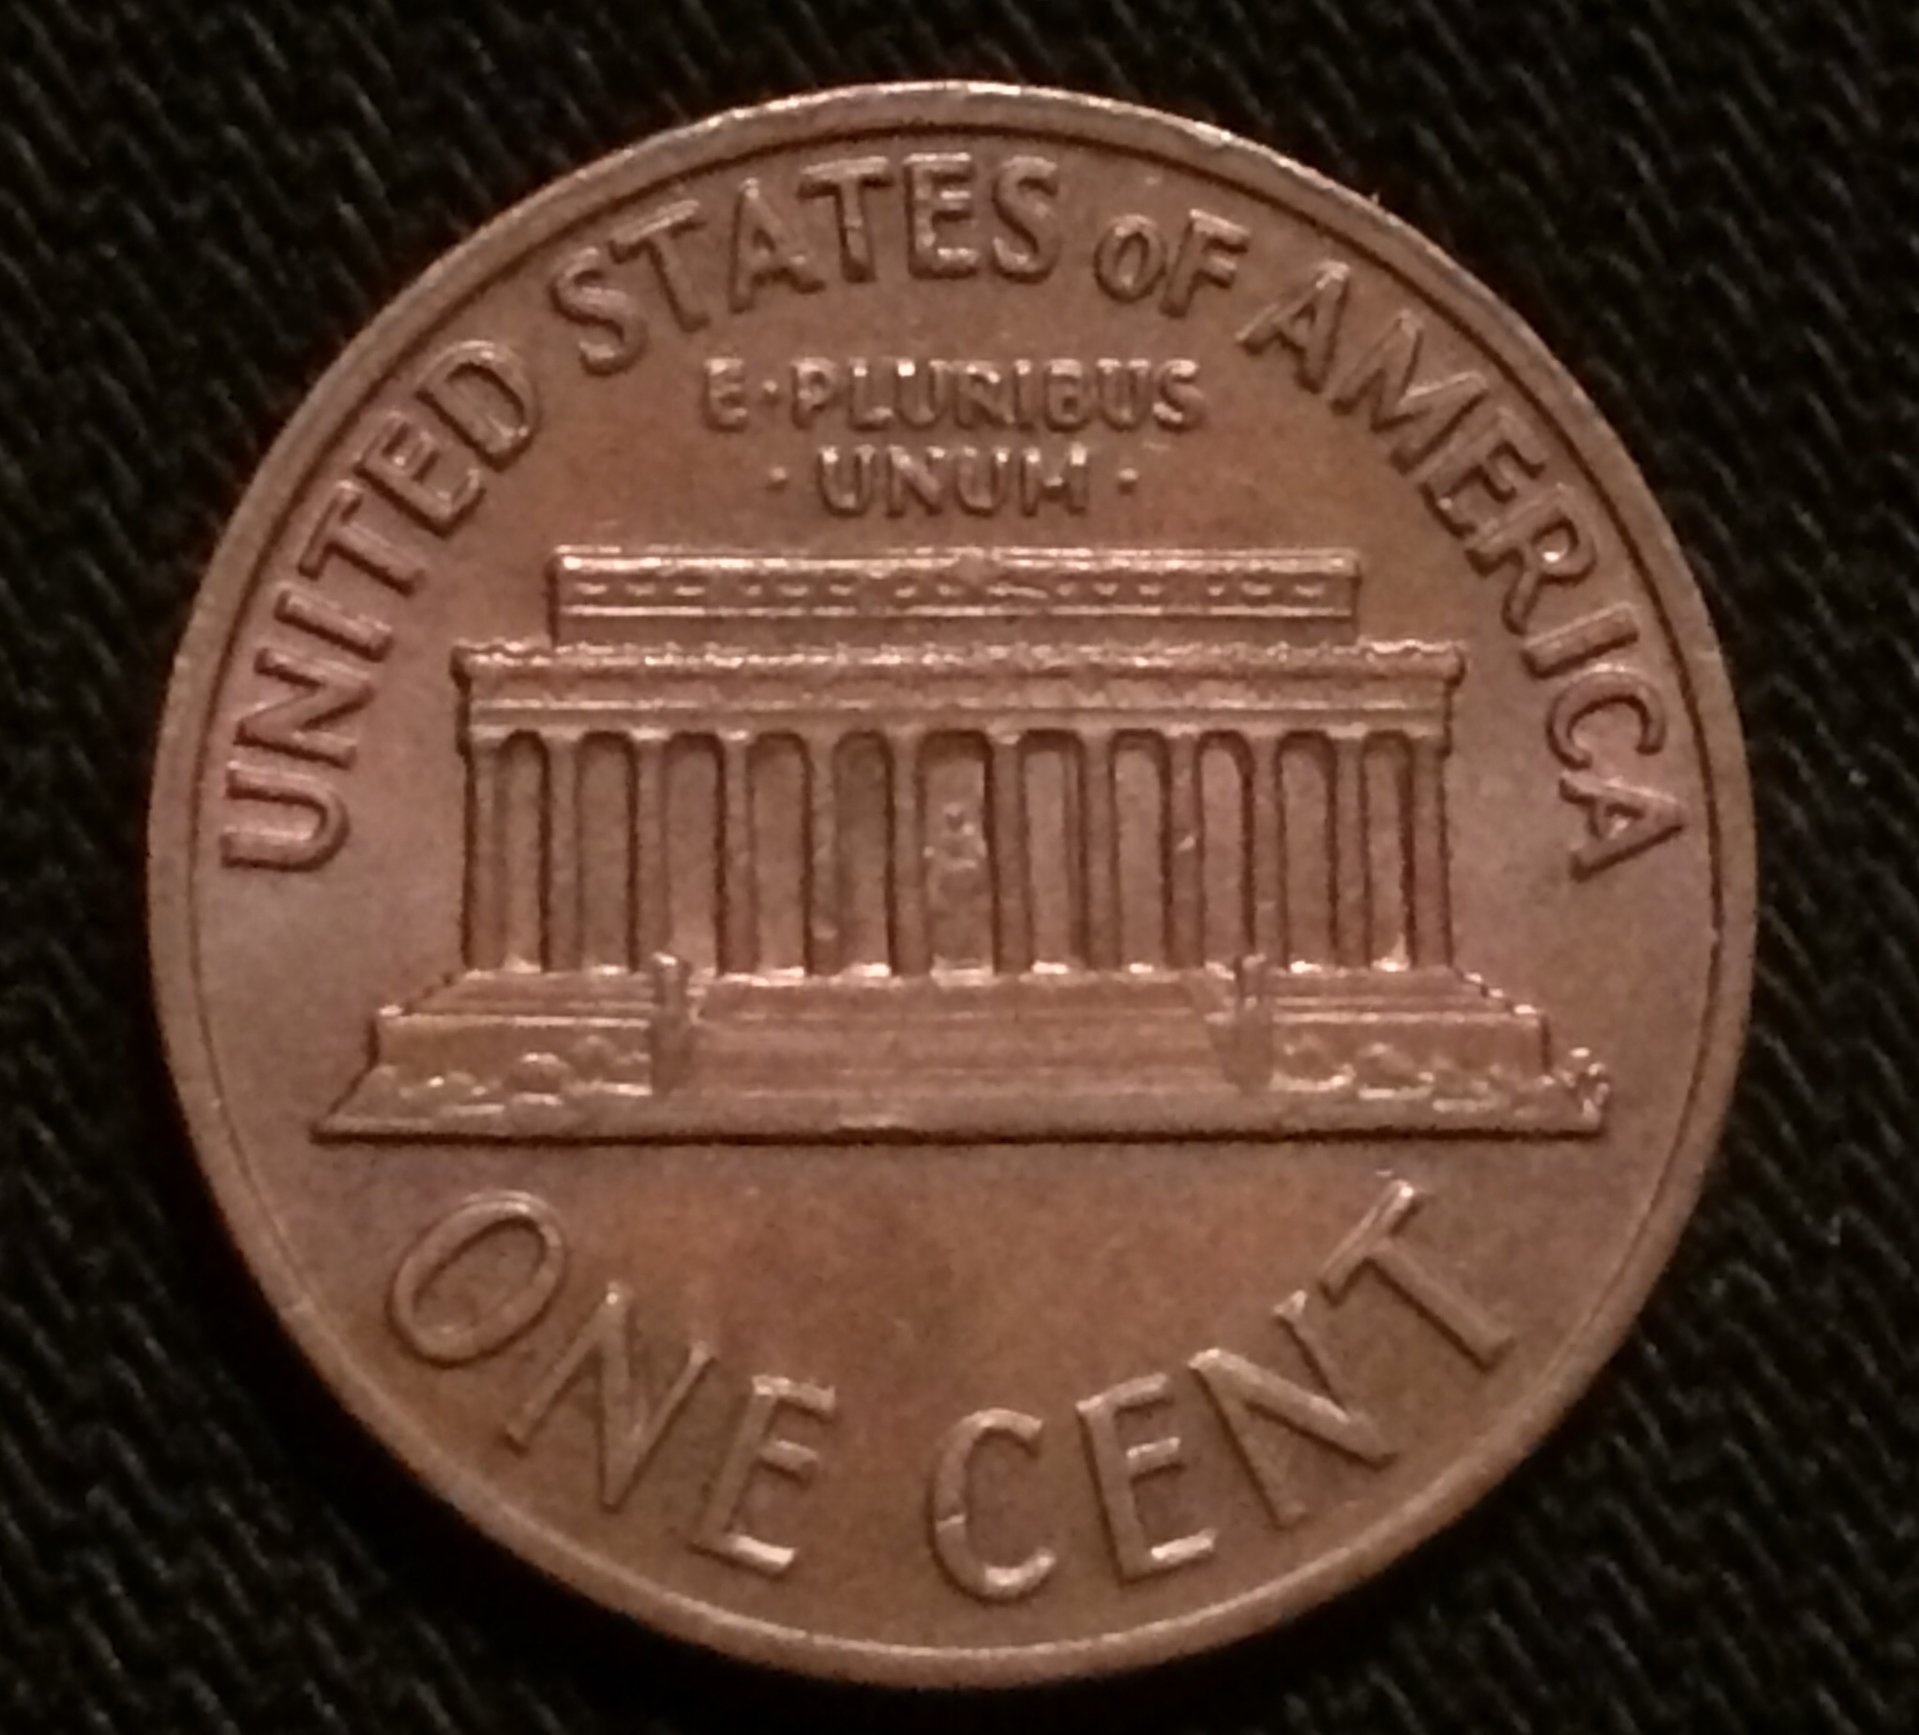 UNITED STATES OF AMERICA
E·PLURIBUS
·UNUM·
ONE CENT